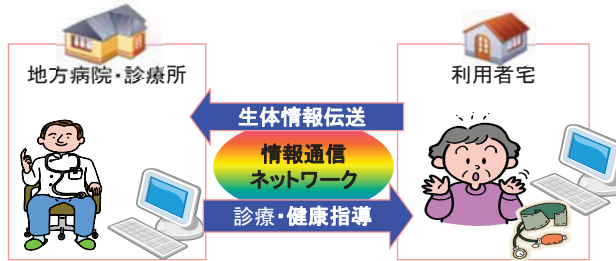 地方病院・診療所
利用者宅
生体情報伝送
情報通信
ネットワーク
診療・健康指導